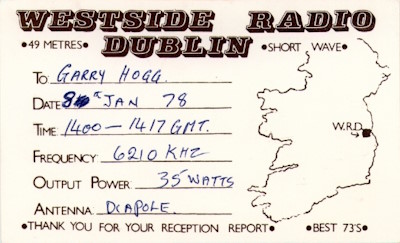 WESTSIDE RADIO
DUBLIN
•49 METRES•
•SHORT WAVE•
TO GARRY HOGG
DATE 8th JAN 78
TIME 1400 — 1417 GMT.
FREQUENCY 6210 KHZ
OUTPUT POWER 35 WATTS
ANTENNA DIAPOLE
W.R.D.
•THANK YOU FOR YOUR RECEPTION REPORT•
•BEST 73'S•